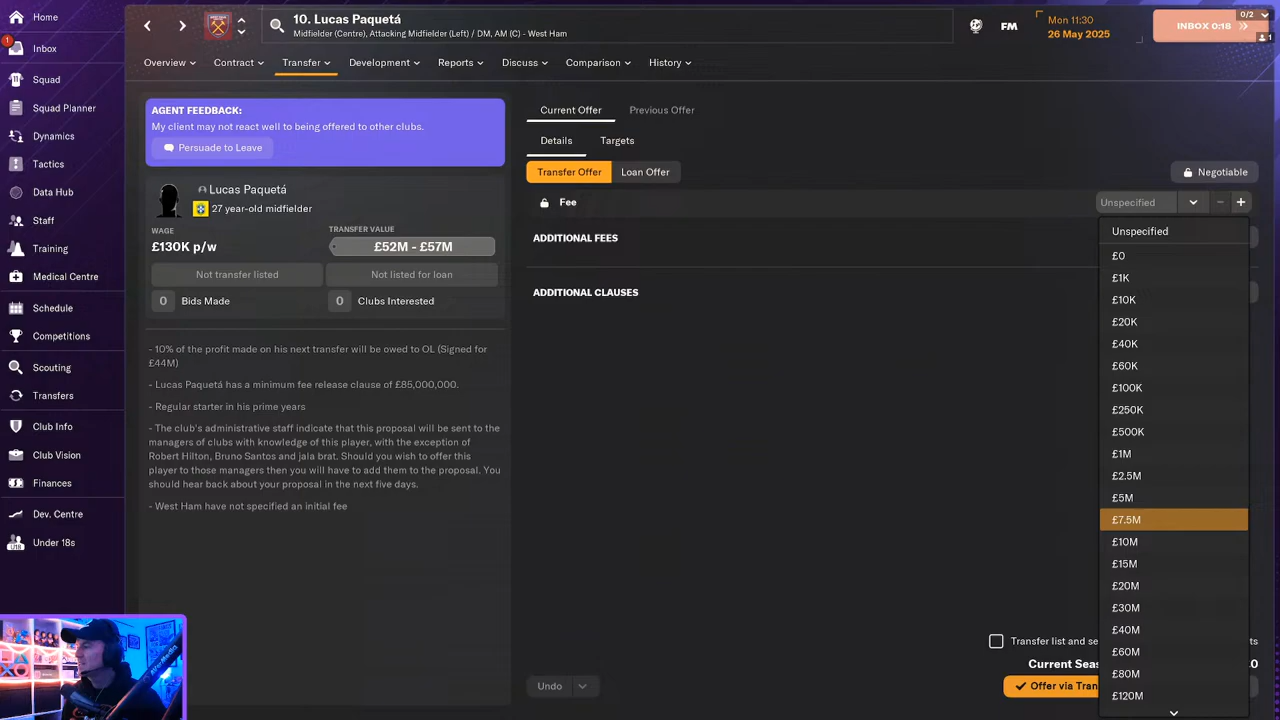 Home
1
Inbox
Squad
Squad Planner
Dynamics
Tactics
Data Hub
Staff
Training
Medical Centre
Schedule
Competitions
Scouting
Transfers
Club Info
Club Vision
Finances
Dev. Centre
Under 18s
10. Lucas Paquetá
Midfielder (Centre), Attacking Midfielder (Left) / DM, AM (C) - West Ham
FM
Mon 11:30
26 May 2025
INBOX 0:18
0/2
1
Overview
Contract
Transfer
Development
Reports
Discuss
Comparison
History
AGENT FEEDBACK:
My client may not react well to being offered to other clubs.
Persuade to Leave
Lucas Paquetá
27 year-old midfielder
WAGE
£130K p/w
TRANSFER VALUE
£52M - £57M
Not transfer listed
Not listed for loan
0 Bids Made
0 Clubs Interested
- 10% of the profit made on his next transfer will be owed to OL (Signed for
£44M)
- Lucas Paquetá has a minimum fee release clause of £85,000,000.
- Regular starter in his prime years
- The club's administrative staff indicate that this proposal will be sent to the
managers of clubs with knowledge of this player, with the exception of
Robert Hilton, Bruno Santos and jala brat. Should you wish to offer this
player to those managers then you will have to add them to the proposal. You
should hear back about your proposal in the next five days.
- West Ham have not specified an initial fee
Current Offer
Previous Offer
Details
Targets
Transfer Offer
Loan Offer
Negotiable
Fee
Unspecified
ADDITIONAL FEES
ADDITIONAL CLAUSES
Unspecified
£0
£1K
£10K
£20K
£40K
£60K
£100K
£250K
£500K
£1M
£2.5M
£5M
£7.5M
£10M
£15M
£20M
£30M
£40M
£60M
£80M
£120M
Transfer list and se
ts
Current Seas
0
Offer via Tran
Undo